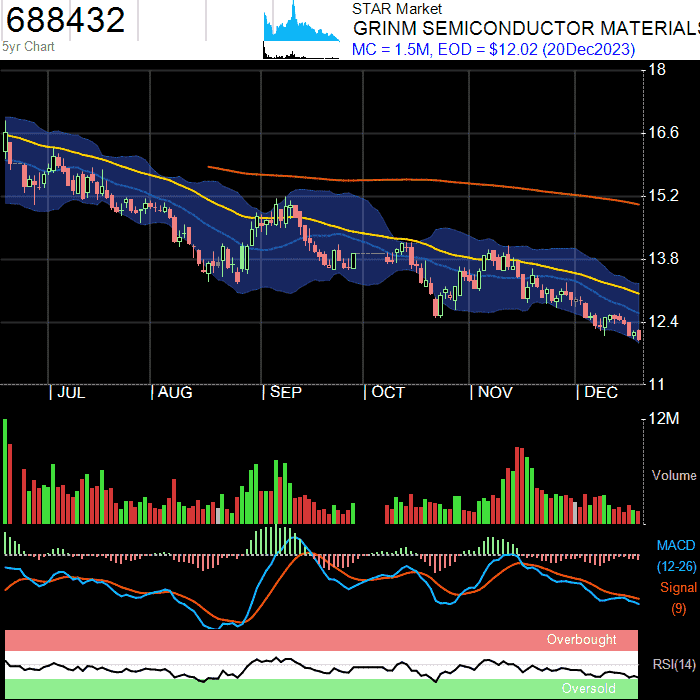 688432
5yr Chart
STAR Market
GRINM SEMICONDUCTOR MATERIALS
MC = 1.5M, EOD = $12.02 (20Dec2023)
18
16.6
15.2
13.8
12.4
11
JUL AUG SEP OCT NOV DEC
12M
Volume
MACD
(12-26)
Signal
(9)
Overbought
RSI(14)
Oversold